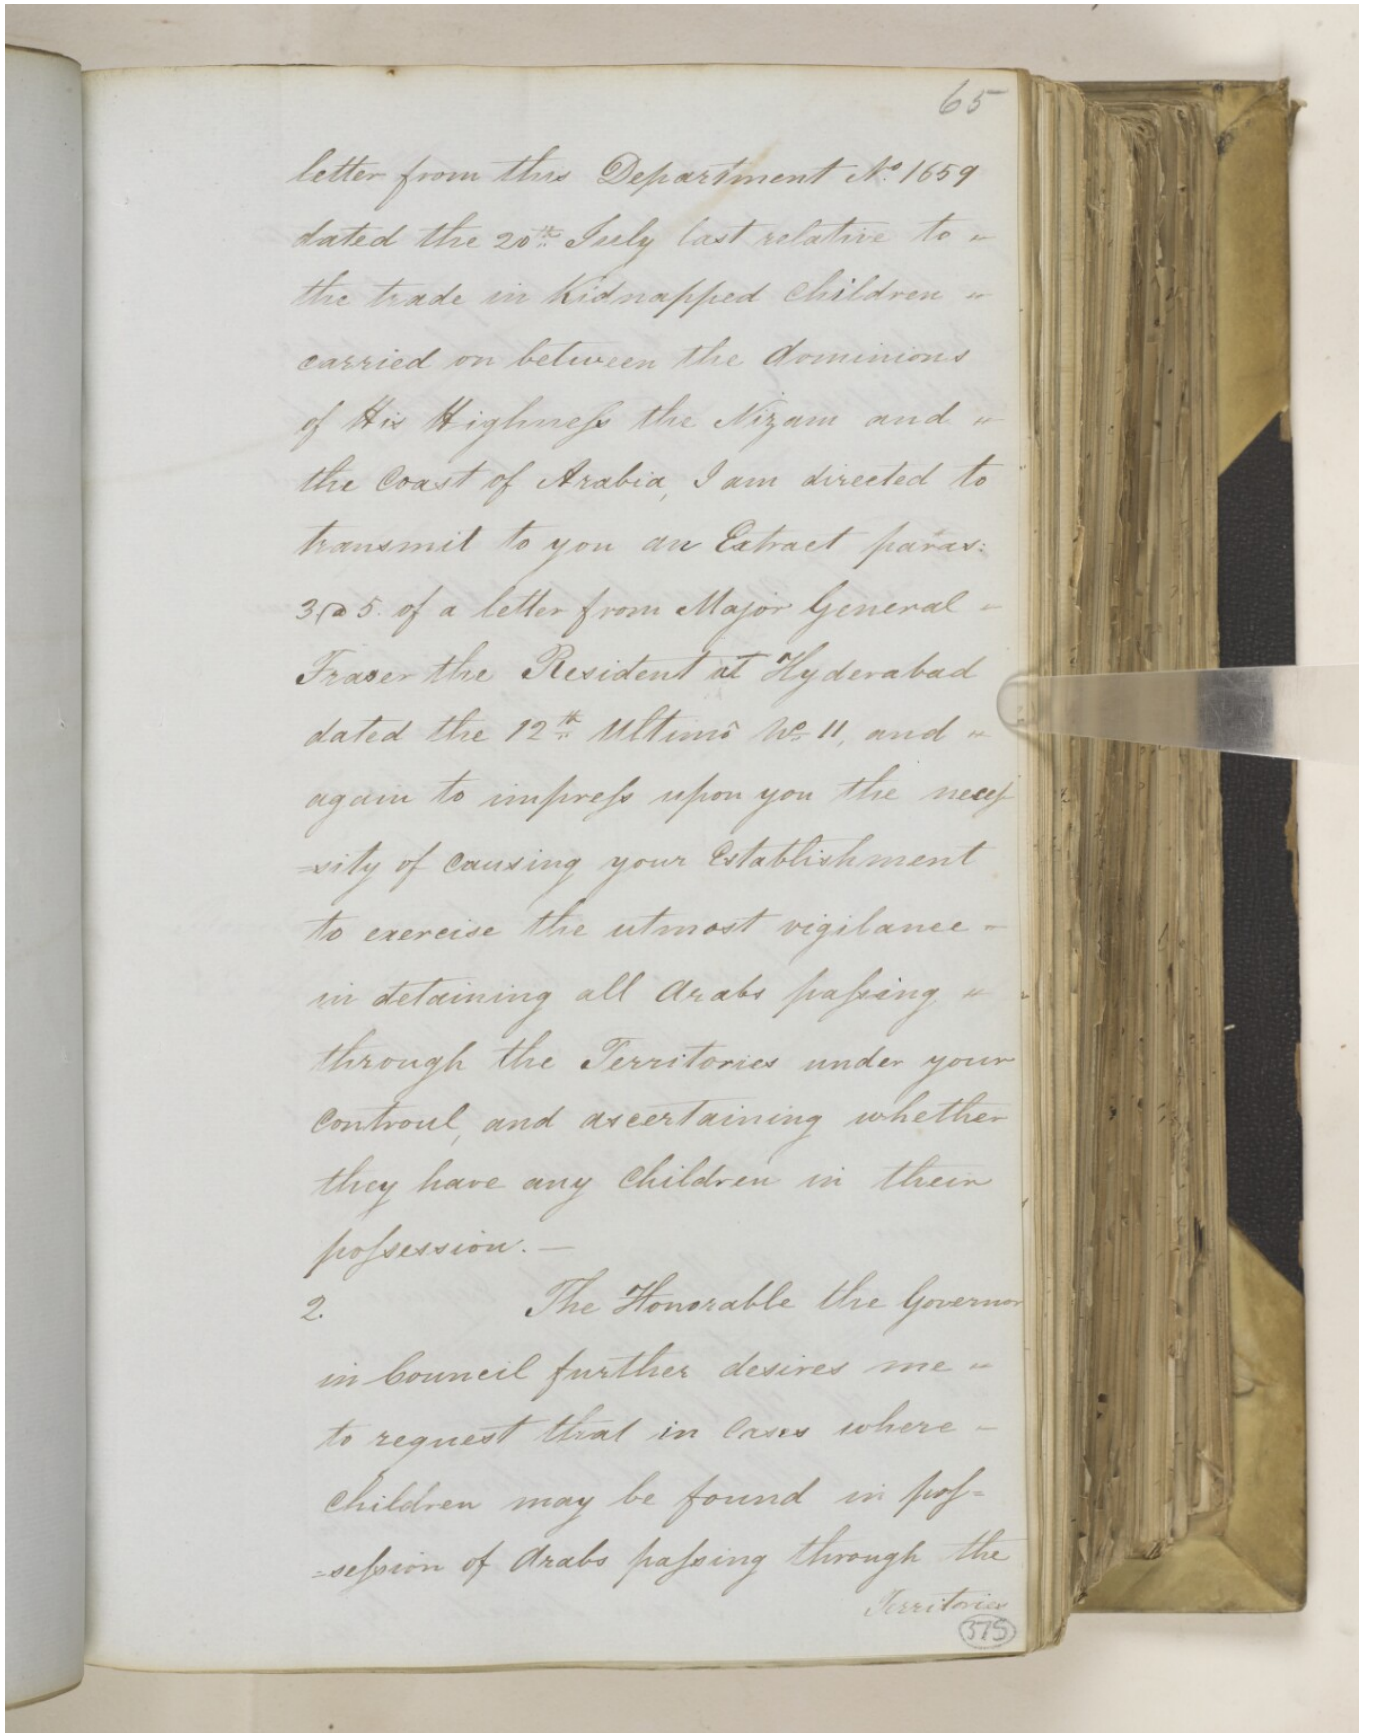 65
letter from this Department No. 1659
dated the 20th July last relative to "
the trade in Kidnapped Children "
carried on between the dominions
of His Highneſs the Nizam and "
the Coast of Arabia, I am directed to
transmit to you an Extract paras:
3 @ 5. of a letter from Major General -
Fraser the Resident at Hyderabad
dated the 12th Ultimo No 11, and "
again to impreſs upon you the neceſ
=sity of causing your Establishment
to exercise the utmost vigilance -
in detaining all Arabs paſsing "
through the Territories under your
Controul, and ascertaining whether
they have any Children in their
poſsession. -
2. The Honorable the Governor
in Council further desires me "
to request that in Cases where -
Children may be found in poſ=
=seſsion of Arabs paſsing through the
Territories
375